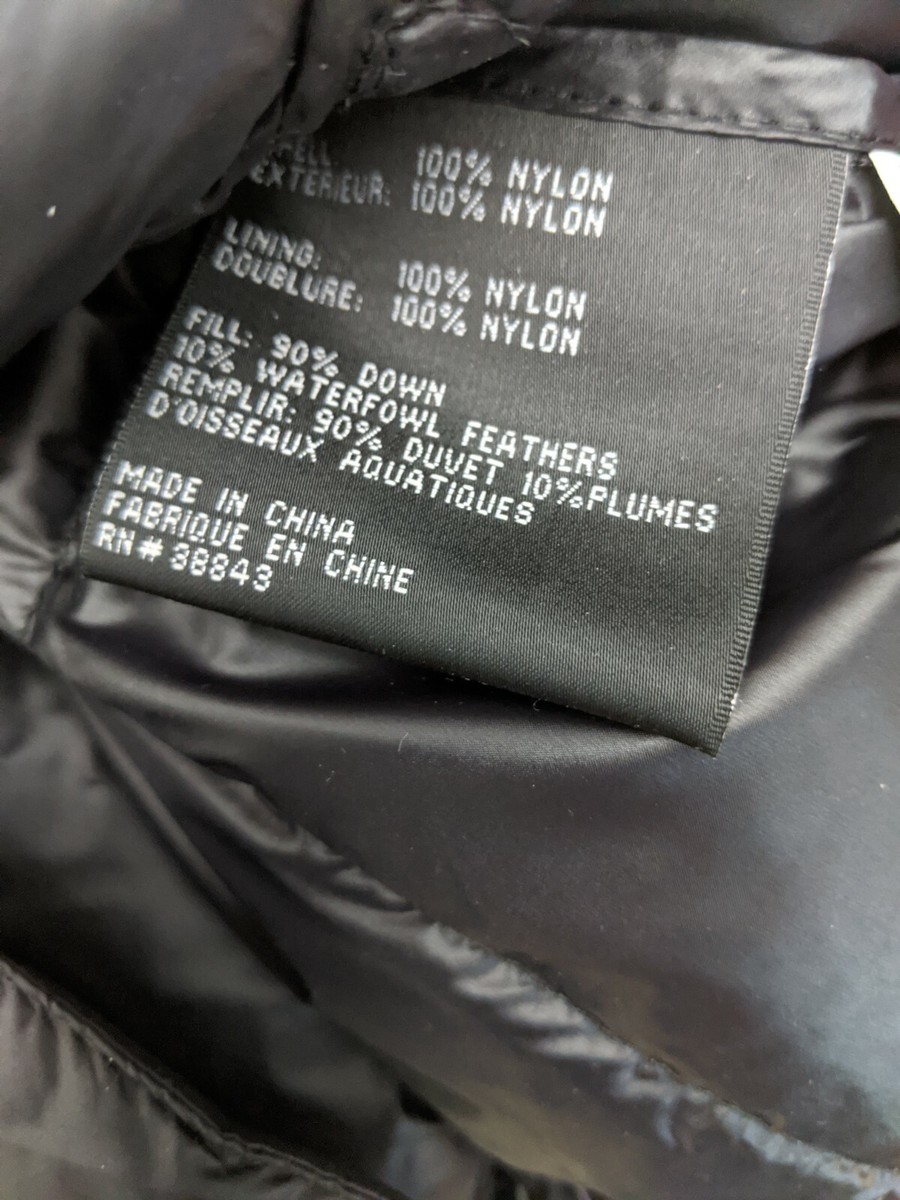 SHELL: 100% NYLON
EXTERIEUR: 100% NYLON
LINING: 100% NYLON
DOUBLURE: 100% NYLON
FILL: 90% DOWN
10% WATERFOWL FEATHERS
REMPLIR: 90% DUVET 10%PLUMES
D'OISSEAUX AQUATIQUES
MADE IN CHINA
FABRIQUE EN CHINE
RN#38843